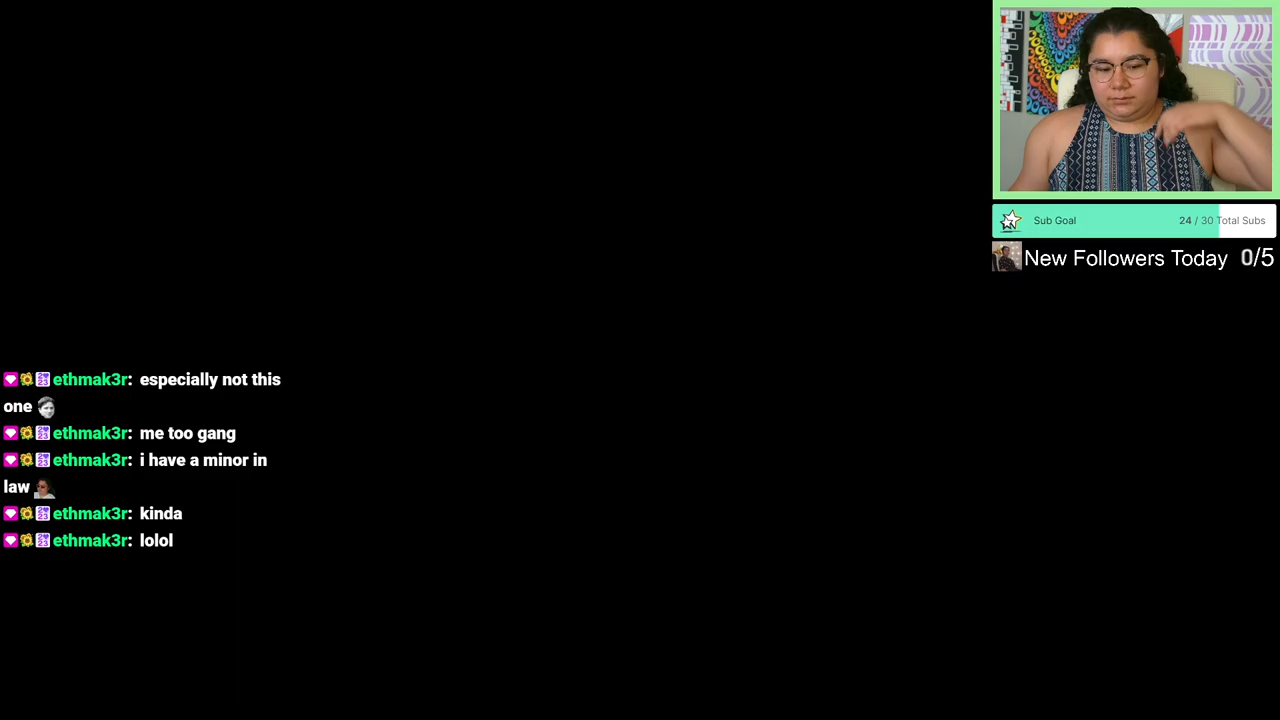 Sub Goal 24 / 30 Total Subs
New Followers Today 0/5
ethmak3r: especially not this
one
ethmak3r: me too gang
ethmak3r: i have a minor in
law
ethmak3r: kinda
ethmak3r: lolol